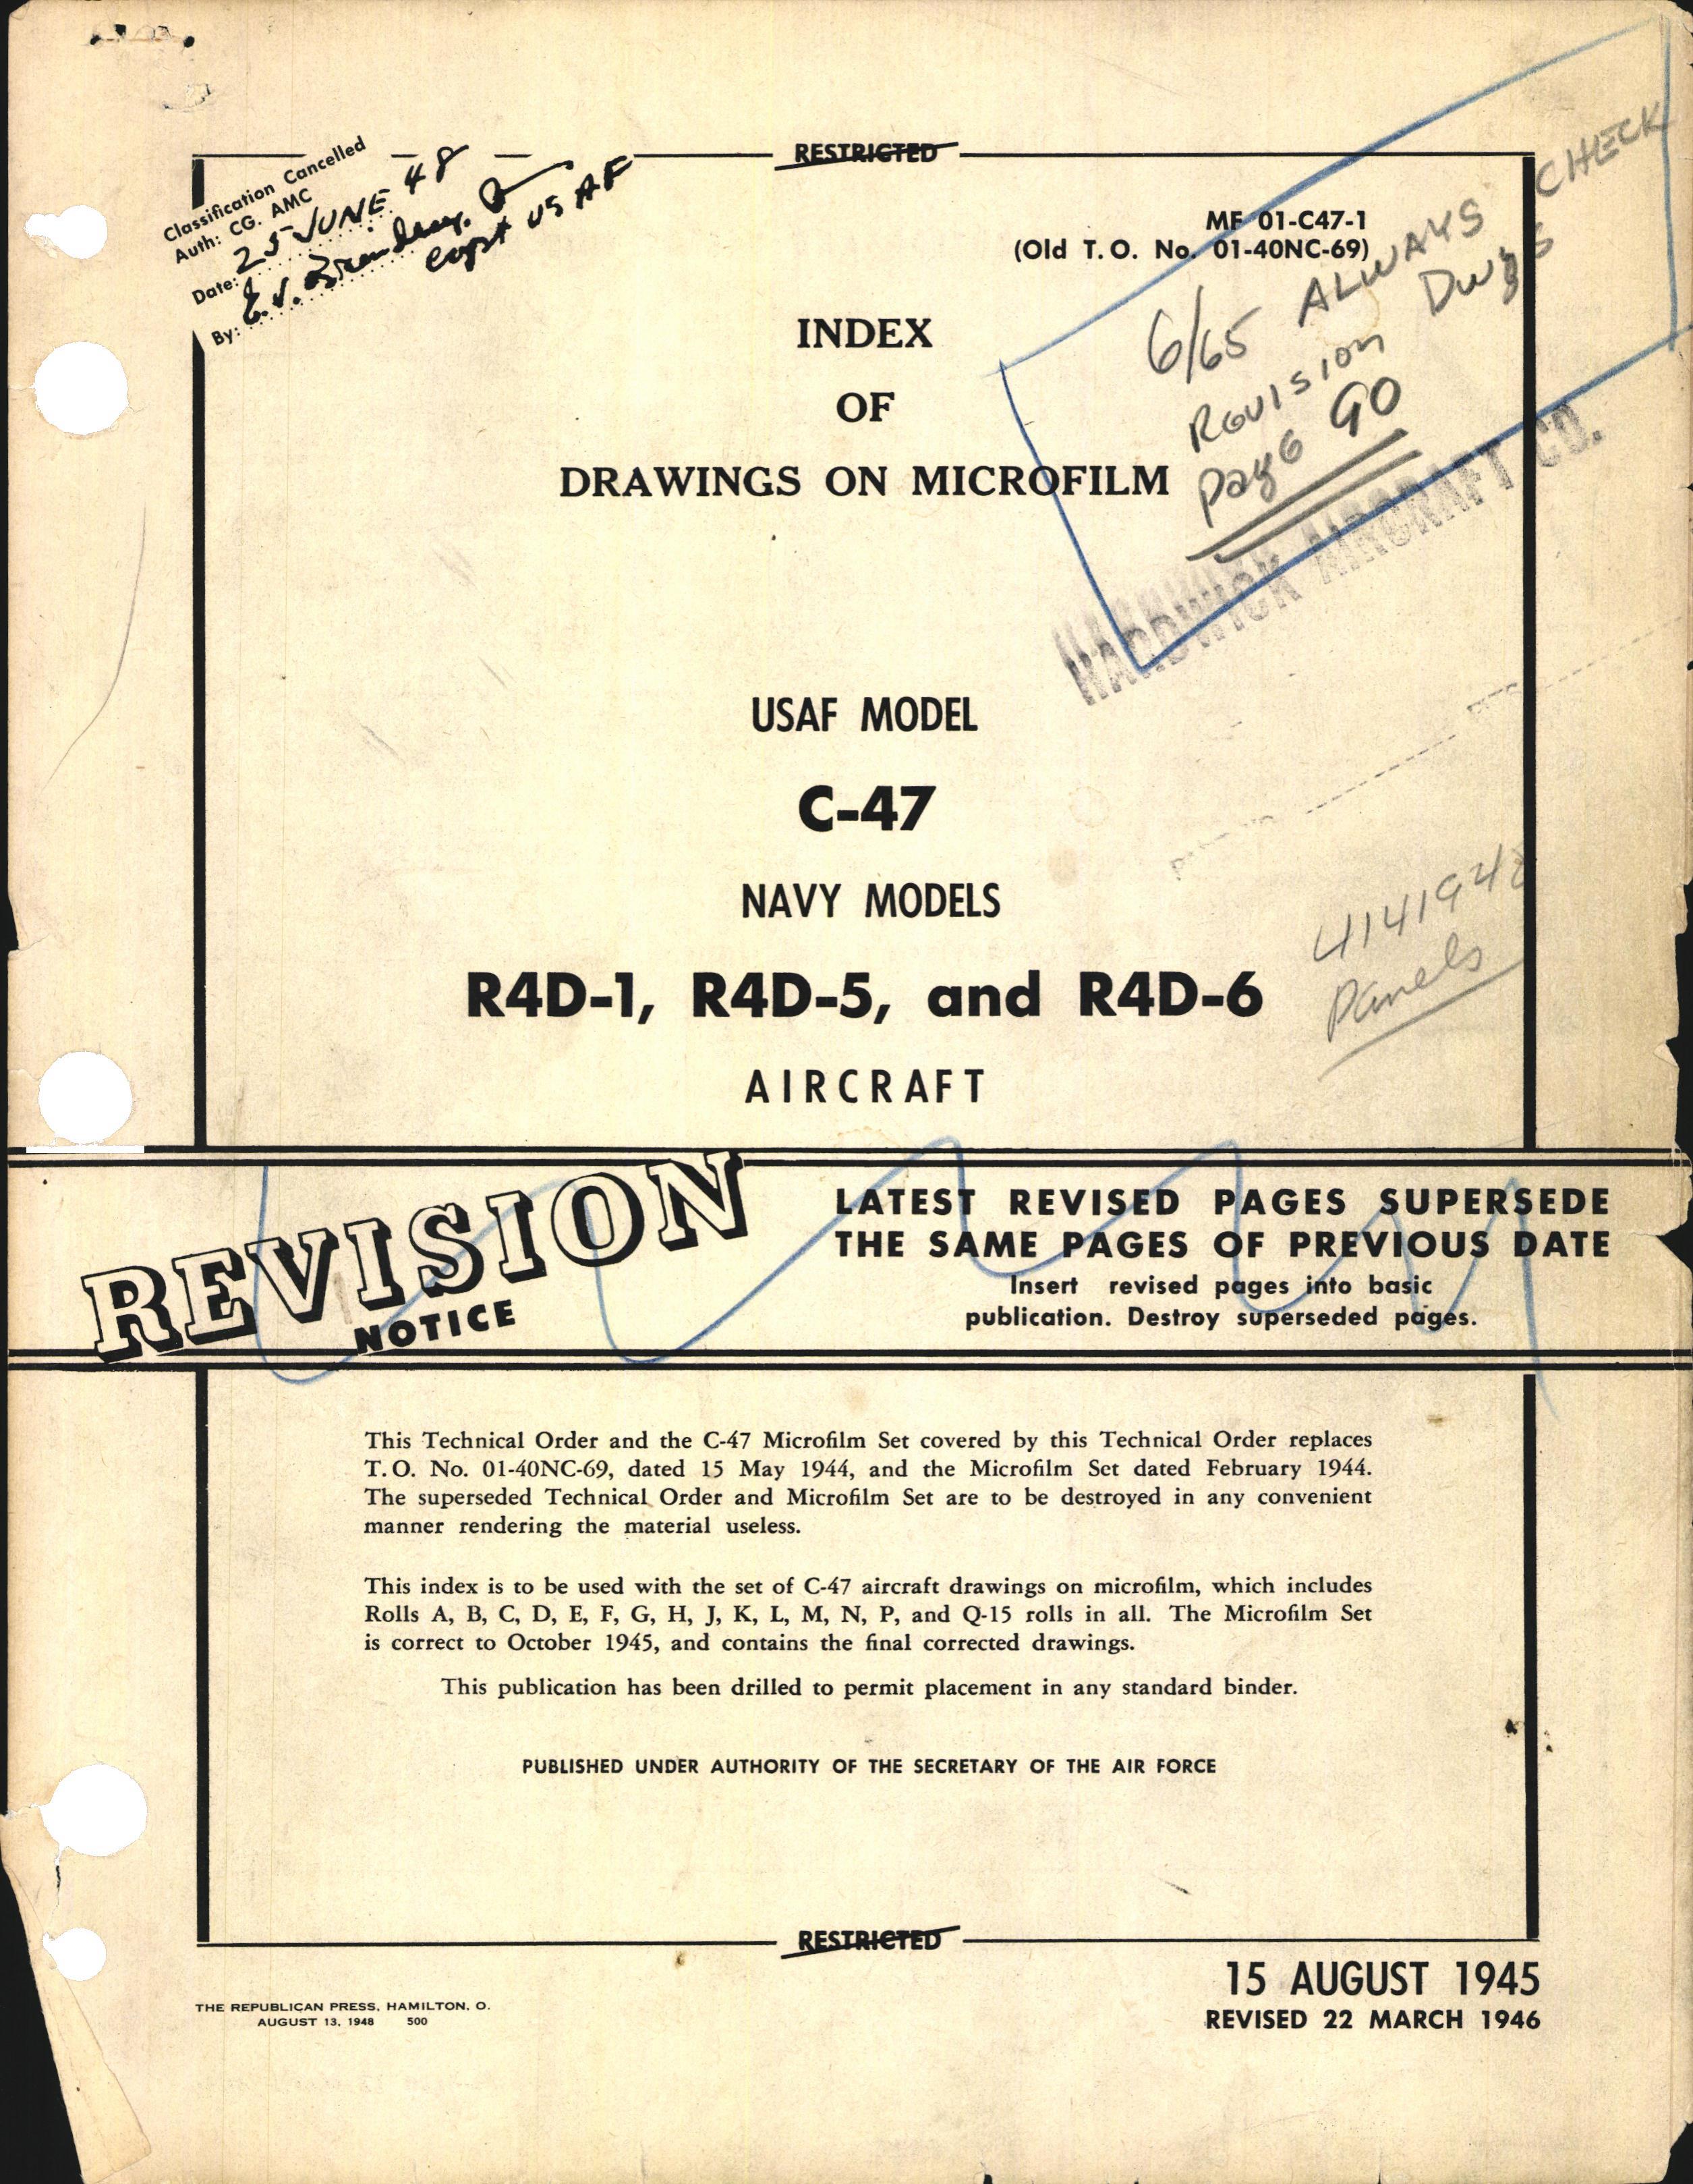 RESTRICTED
Classification Cancelled
Auth: CG. AMC
Date: 25 JUNE 48
By: E.V.
Capt USAF
MF 01-C47-1
(Old T.O. No. 01-40NC-69)
6/65 ALWAYS CHECK
Revision Dwgs
page 90
HARDWICK AIRCRAFT CO.
INDEX
OF
DRAWINGS ON MICROFILM
USAF MODEL
C-47
NAVY MODELS
R4D-1, R4D-5, and R4D-6
AIRCRAFT
4141948
Panels
REVISION
NOTICE
LATEST REVISED PAGES SUPERSEDE
THE SAME PAGES OF PREVIOUS DATE
Insert revised pages into basic
publication. Destroy superseded pages.
This Technical Order and the C-47 Microfilm Set covered by this Technical Order replaces
T.O. No. 01-40NC-69, dated 15 May 1944, and the Microfilm Set dated February 1944.
The superseded Technical Order and Microfilm Set are to be destroyed in any convenient
manner rendering the material useless.
This index is to be used with the set of C-47 aircraft drawings on microfilm, which includes
Rolls A, B, C, D, E, F, G, H, J, K, L, M, N, P, and Q-15 rolls in all. The Microfilm Set
is correct to October 1945, and contains the final corrected drawings.
This publication has been drilled to permit placement in any standard binder.
PUBLISHED UNDER AUTHORITY OF THE SECRETARY OF THE AIR FORCE
RESTRICTED
15 AUGUST 1945
REVISED 22 MARCH 1946
THE REPUBLICAN PRESS, HAMILTON, O.
AUGUST 13, 1948 500